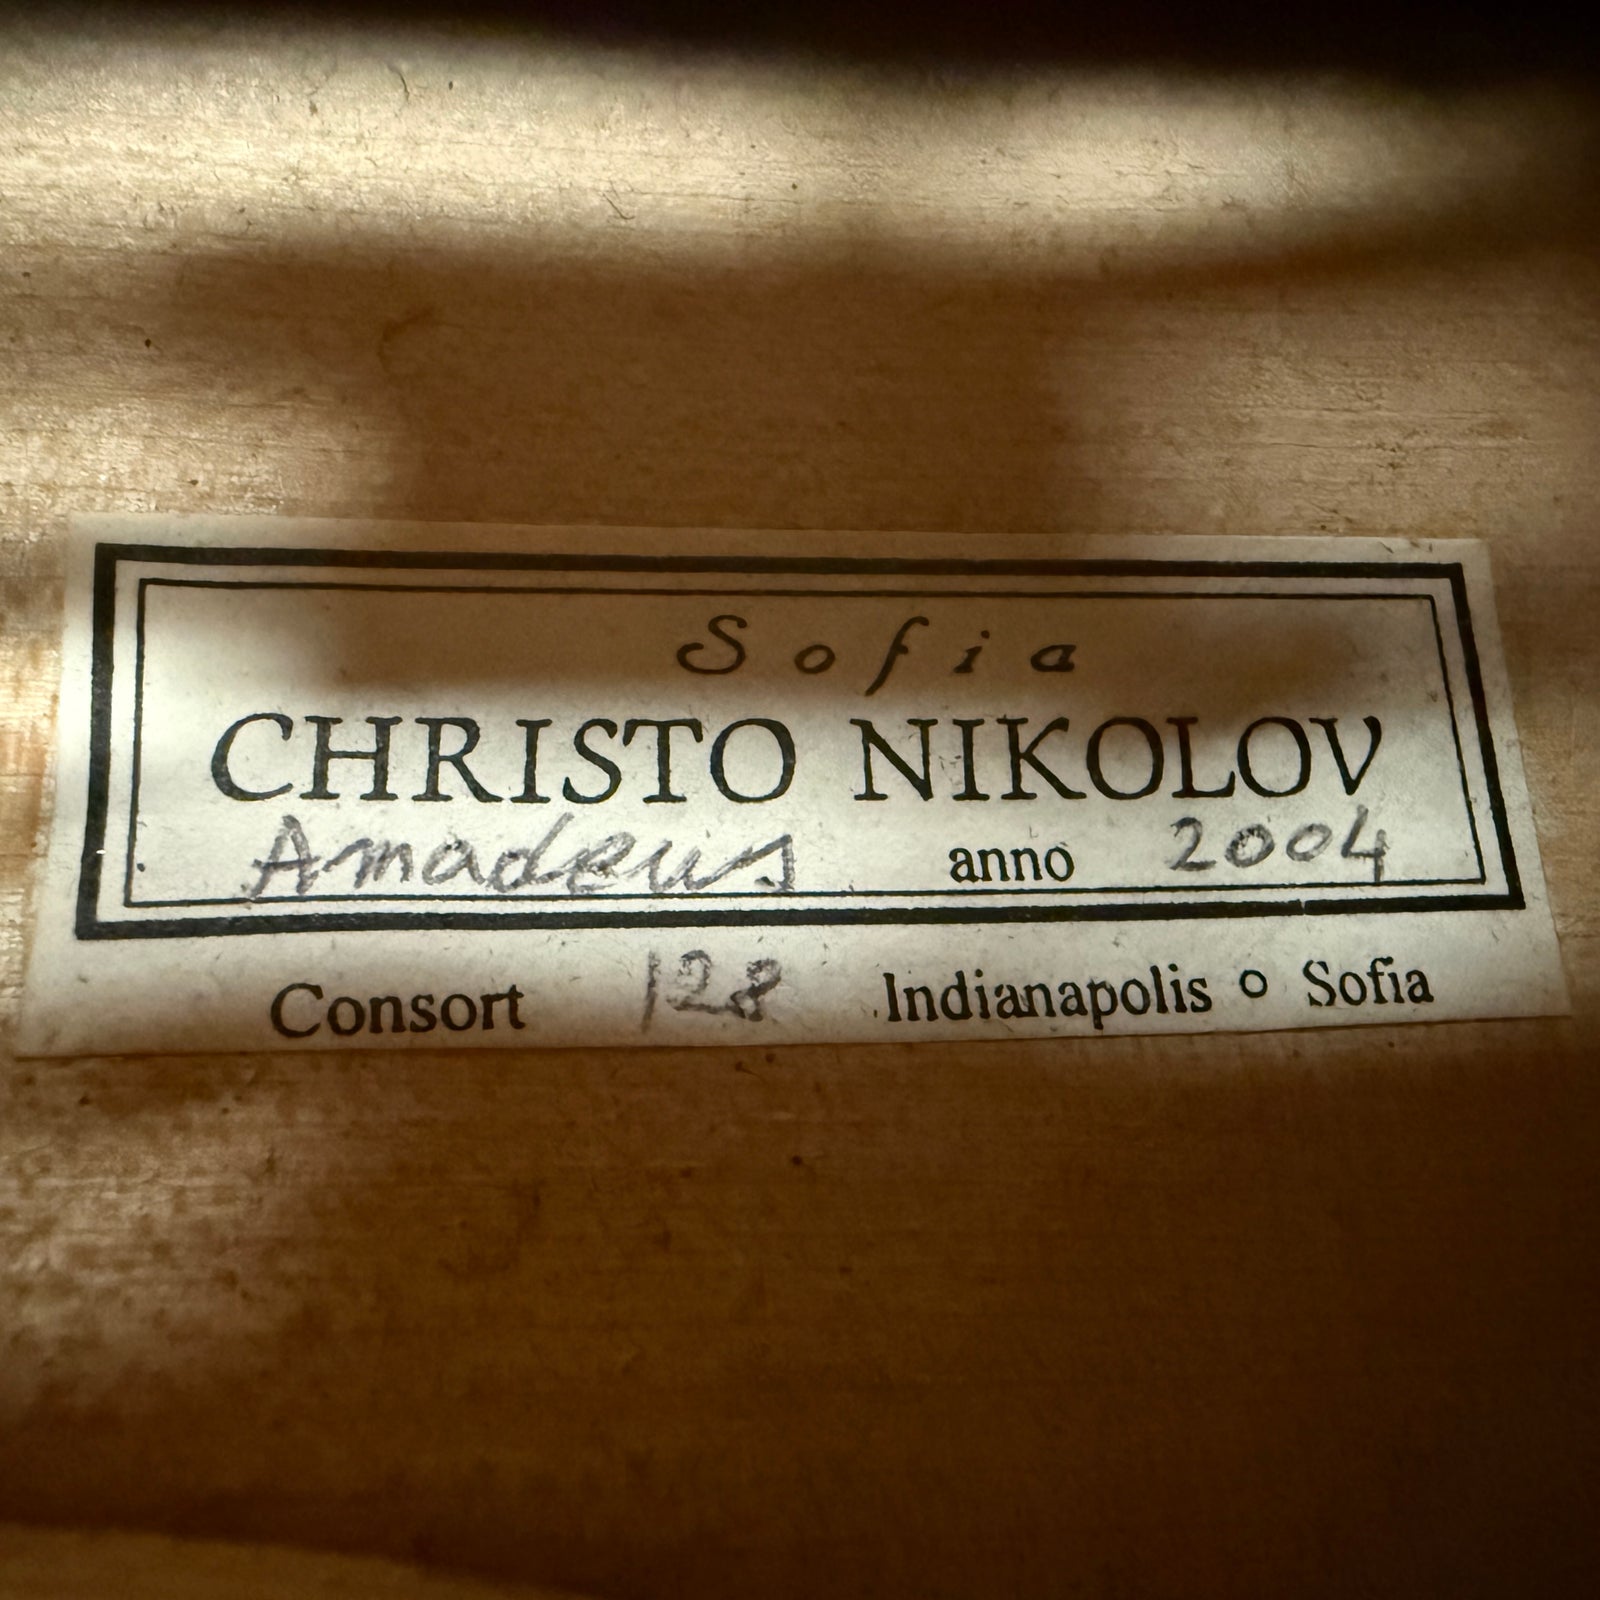 Sofia
CHRISTO NIKOLOV
Amadeus anno 2004
Consort 128 Indianapolis o Sofia